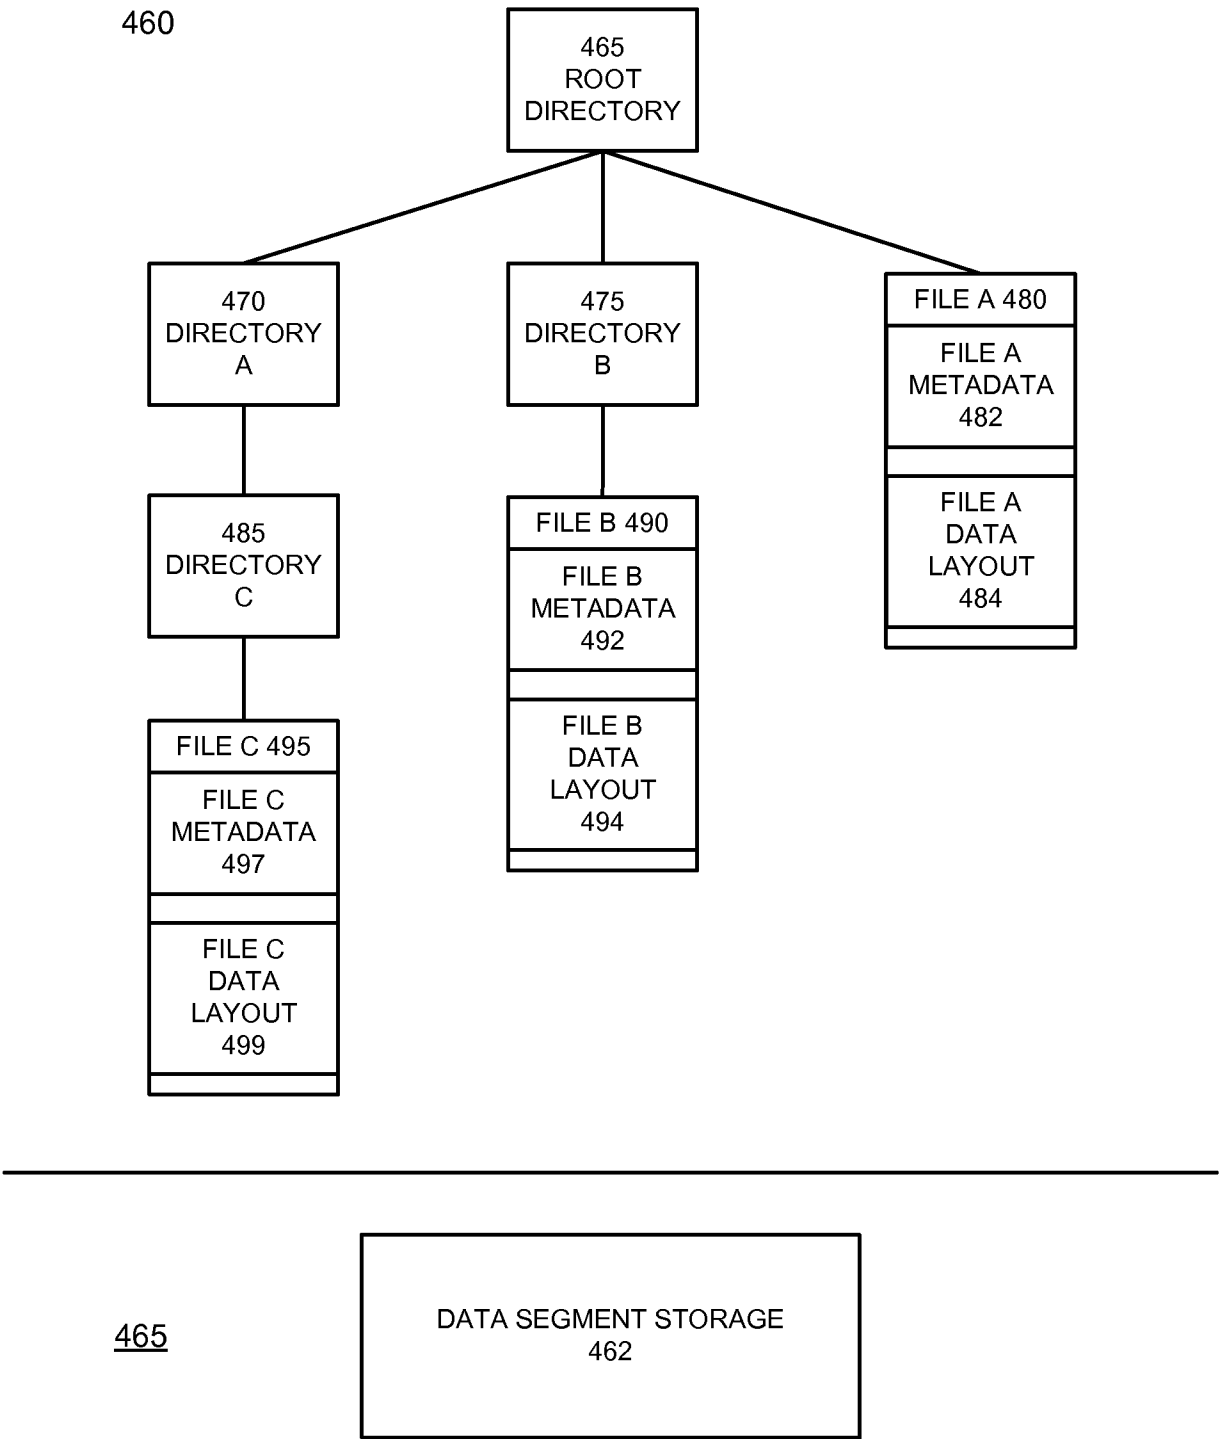 460
465
ROOT
DIRECTORY
470
DIRECTORY
A
475
DIRECTORY
B
FILE A 480
FILE A
METADATA
482
FILE A
DATA
LAYOUT
484
485
DIRECTORY
C
FILE B 490
FILE B
METADATA
492
FILE B
DATA
LAYOUT
494
FILE C 495
FILE C
METADATA
497
FILE C
DATA
LAYOUT
499
465
DATA SEGMENT STORAGE
462